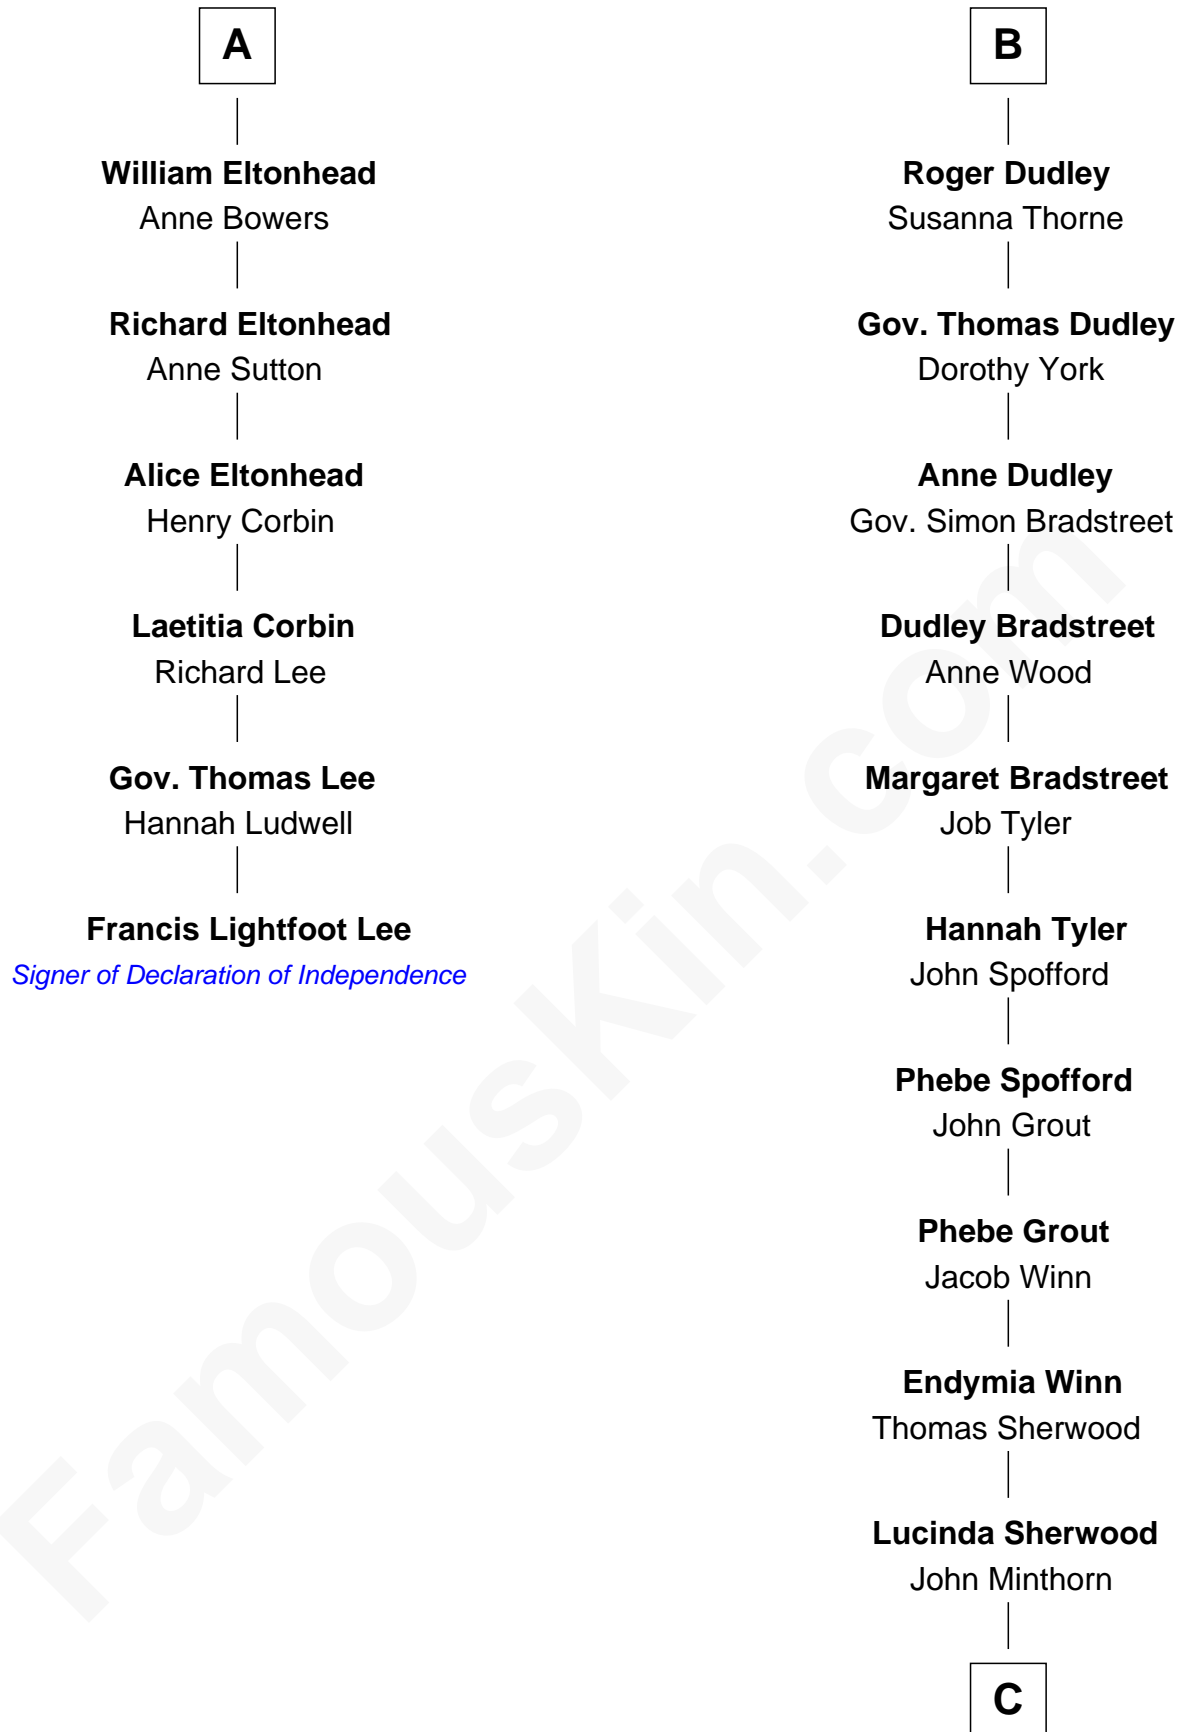 A
William Eltonhead
Anne Bowers
Richard Eltonhead
Anne Sutton
Alice Eltonhead
Henry Corbin
Laetitia Corbin
Richard Lee
Gov. Thomas Lee
Hannah Ludwell
Francis Lightfoot Lee
Signer of Declaration of Independence
B
Roger Dudley
Susanna Thorne
Gov. Thomas Dudley
Dorothy York
Anne Dudley
Gov. Simon Bradstreet
Dudley Bradstreet
Anne Wood
Margaret Bradstreet
Job Tyler
Hannah Tyler
John Spofford
Phebe Spofford
John Grout
Phebe Grout
Jacob Winn
Endymia Winn
Thomas Sherwood
Lucinda Sherwood
John Minthorn
C
FamousKin.com